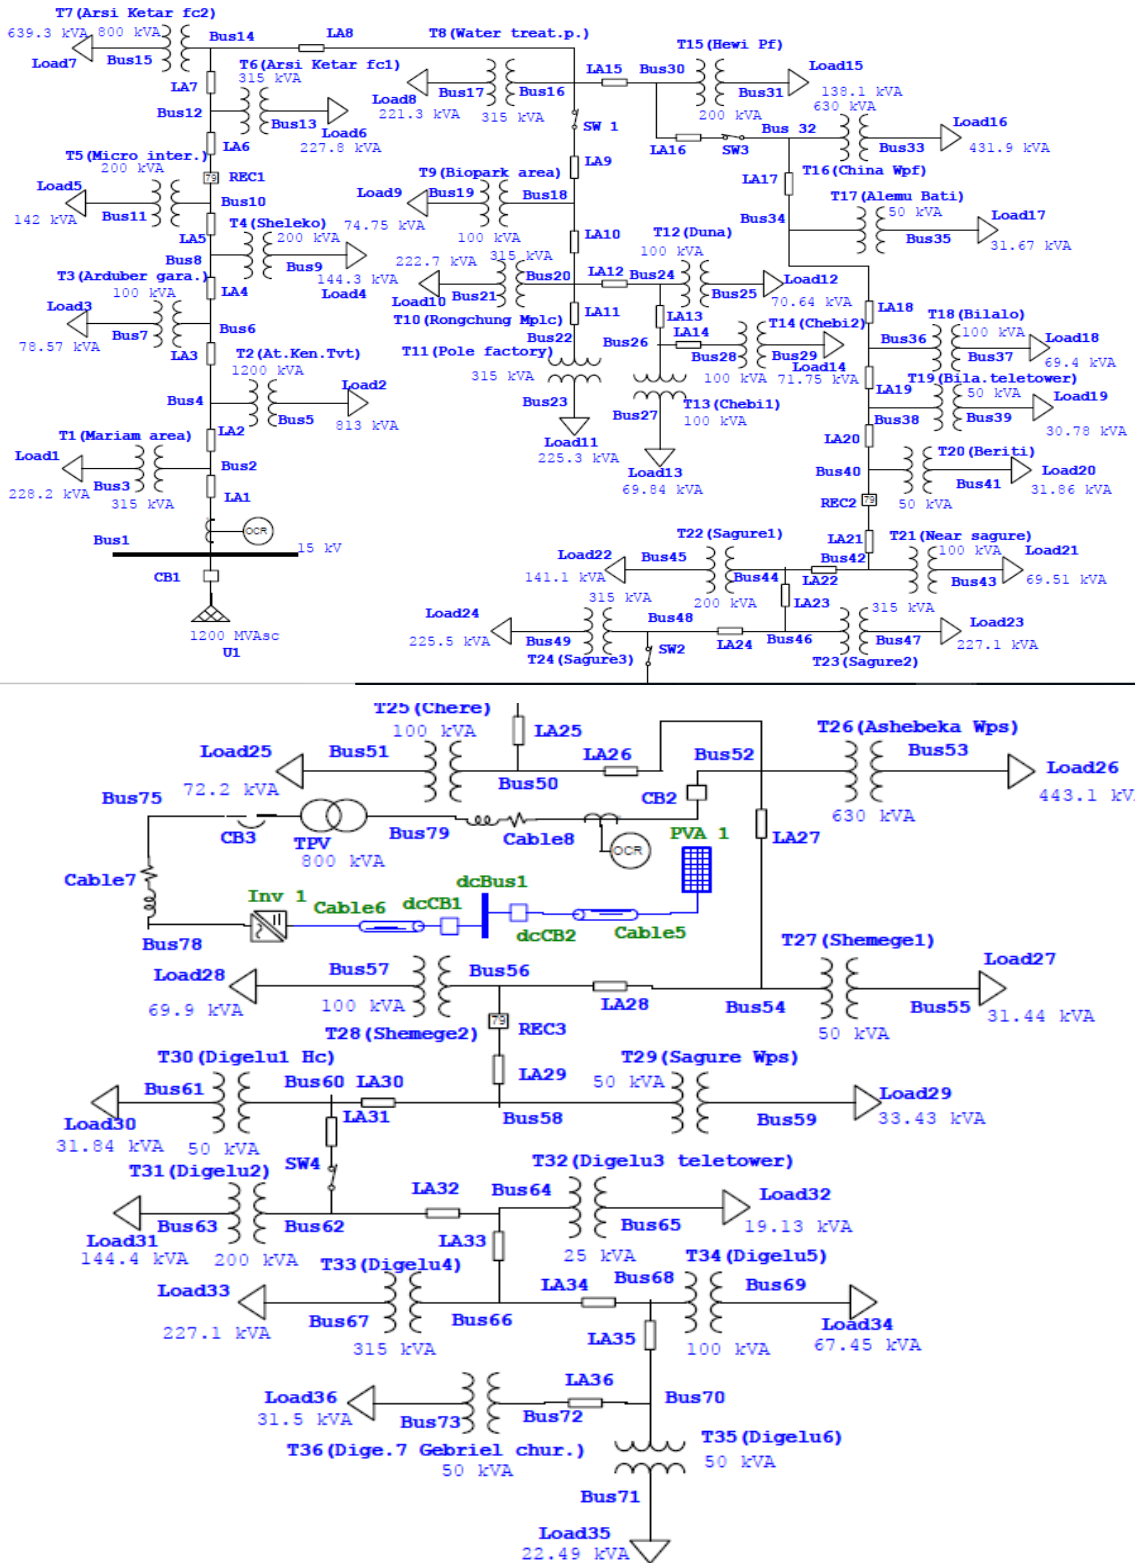 T7(Arsi Ketar fc2)
639.3 kVA
800 kVA
Bus14
Load7
Bus15
LA8
T8(Water treat.p.)
LA7
T6(Arsi Ketar fc1)
315 kVA
Bus12
Bus13
Load6
227.8 kVA
LA6
Load8
221.3 kVA
Bus17
Bus16
315 kVA
SW 1
LA15
Bus30
T15(Hewi Pf)
Bus31
200 kVA
Load15
138.1 kVA
LA16
SW3
Bus 32
630 kVA
Bus33
Load16
431.9 kVA
T16(China Wpf)
T5(Micro inter.)
200 kVA
79
REC1
Load5
142 kVA
Bus11
Bus10
LA5
T4(Sheleko)
200 kVA
Bus8
Bus9
144.3 kVA
Load4
LA9
T9(Biopark area)
Load9
74.75 kVA
Bus19
Bus18
100 kVA
LA10
LA17
Bus34
T17(Alemu Bati)
50 kVA
Bus35
Load17
31.67 kVA
T3(Arduber gara.)
100 kVA
LA4
Load3
78.57 kVA
Bus7
Bus6
LA3
222.7 kVA
315 kVA
Load10
Bus21
Bus20
T10(Rongchung Mplc)
LA12
Bus24
T12(Duna)
100 kVA
Bus25
Load12
70.64 kVA
LA11
Bus22
LA13
Bus26
LA14
Bus28
T14(Chebi2)
Bus29
Load14
100 kVA
71.75 kVA
T11(Pole factory)
315 kVA
Bus23
Load11
225.3 kVA
Bus27
T13(Chebi1)
100 kVA
Load13
69.84 kVA
LA18
T18(Bilalo)
100 kVA
Bus36
Bus37
Load18
69.4 kVA
LA19
T19(Bila.teletower)
50 kVA
Bus38
Bus39
Load19
30.78 kVA
LA20
T20(Beriti)
Bus40
Bus41
Load20
31.86 kVA
50 kVA
REC2
79
T2(At.Ken.Tvt)
1200 kVA
Bus4
Bus5
Load2
813 kVA
LA2
T1(Mariam area)
Load1
228.2 kVA
Bus3
Bus2
315 kVA
LA1
OCR
Bus1
15 kV
CB1
1200 MVAsc
U1
LA21
Bus42
T21(Near sagure)
100 kVA
Bus43
Load21
69.51 kVA
LA22
T22(Sagure1)
Load22
141.1 kVA
Bus45
Bus44
315 kVA
200 kVA
LA23
315 kVA
Load23
227.1 kVA
Bus46
Bus47
T23(Sagure2)
Load24
225.5 kVA
Bus49
Bus48
T24(Sagure3)
SW2
LA24
T25(Chere)
100 kVA
LA25
Load25
72.2 kVA
Bus51
Bus50
LA26
Bus52
T26(Ashebeka Wps)
Bus53
Load26
443.1 kVA
630 kVA
Bus75
CB3
TPV
800 kVA
Bus79
Cable8
OCR
CB2
PVA 1
LA27
Cable7
Inv 1
Cable6
dcCB1
dcBus1
dcCB2
Cable5
Bus78
T27(Shemege1)
Load27
31.44 kVA
Bus54
Bus55
50 kVA
Load28
69.9 kVA
Bus57
Bus56
100 kVA
T28(Shemege2)
LA28
79
REC3
LA29
T30(Digelu1 Hc)
Bus61
Bus60
LA30
Load30
31.84 kVA
50 kVA
LA31
Bus58
T29(Sagure Wps)
50 kVA
Bus59
Load29
33.43 kVA
T31(Digelu2)
SW4
Load31
144.4 kVA
Bus63
Bus62
200 kVA
LA32
Bus64
T32(Digelu3 teletower)
Bus65
Load32
19.13 kVA
25 kVA
LA33
T33(Digelu4)
Load33
227.1 kVA
Bus67
Bus66
315 kVA
LA34
Bus68
T34(Digelu5)
Bus69
Load34
67.45 kVA
100 kVA
LA35
Load36
31.5 kVA
Bus73
Bus72
LA36
Bus70
T36(Dige.7 Gebriel chur.)
50 kVA
T35(Digelu6)
50 kVA
Bus71
Load35
22.49 kVA